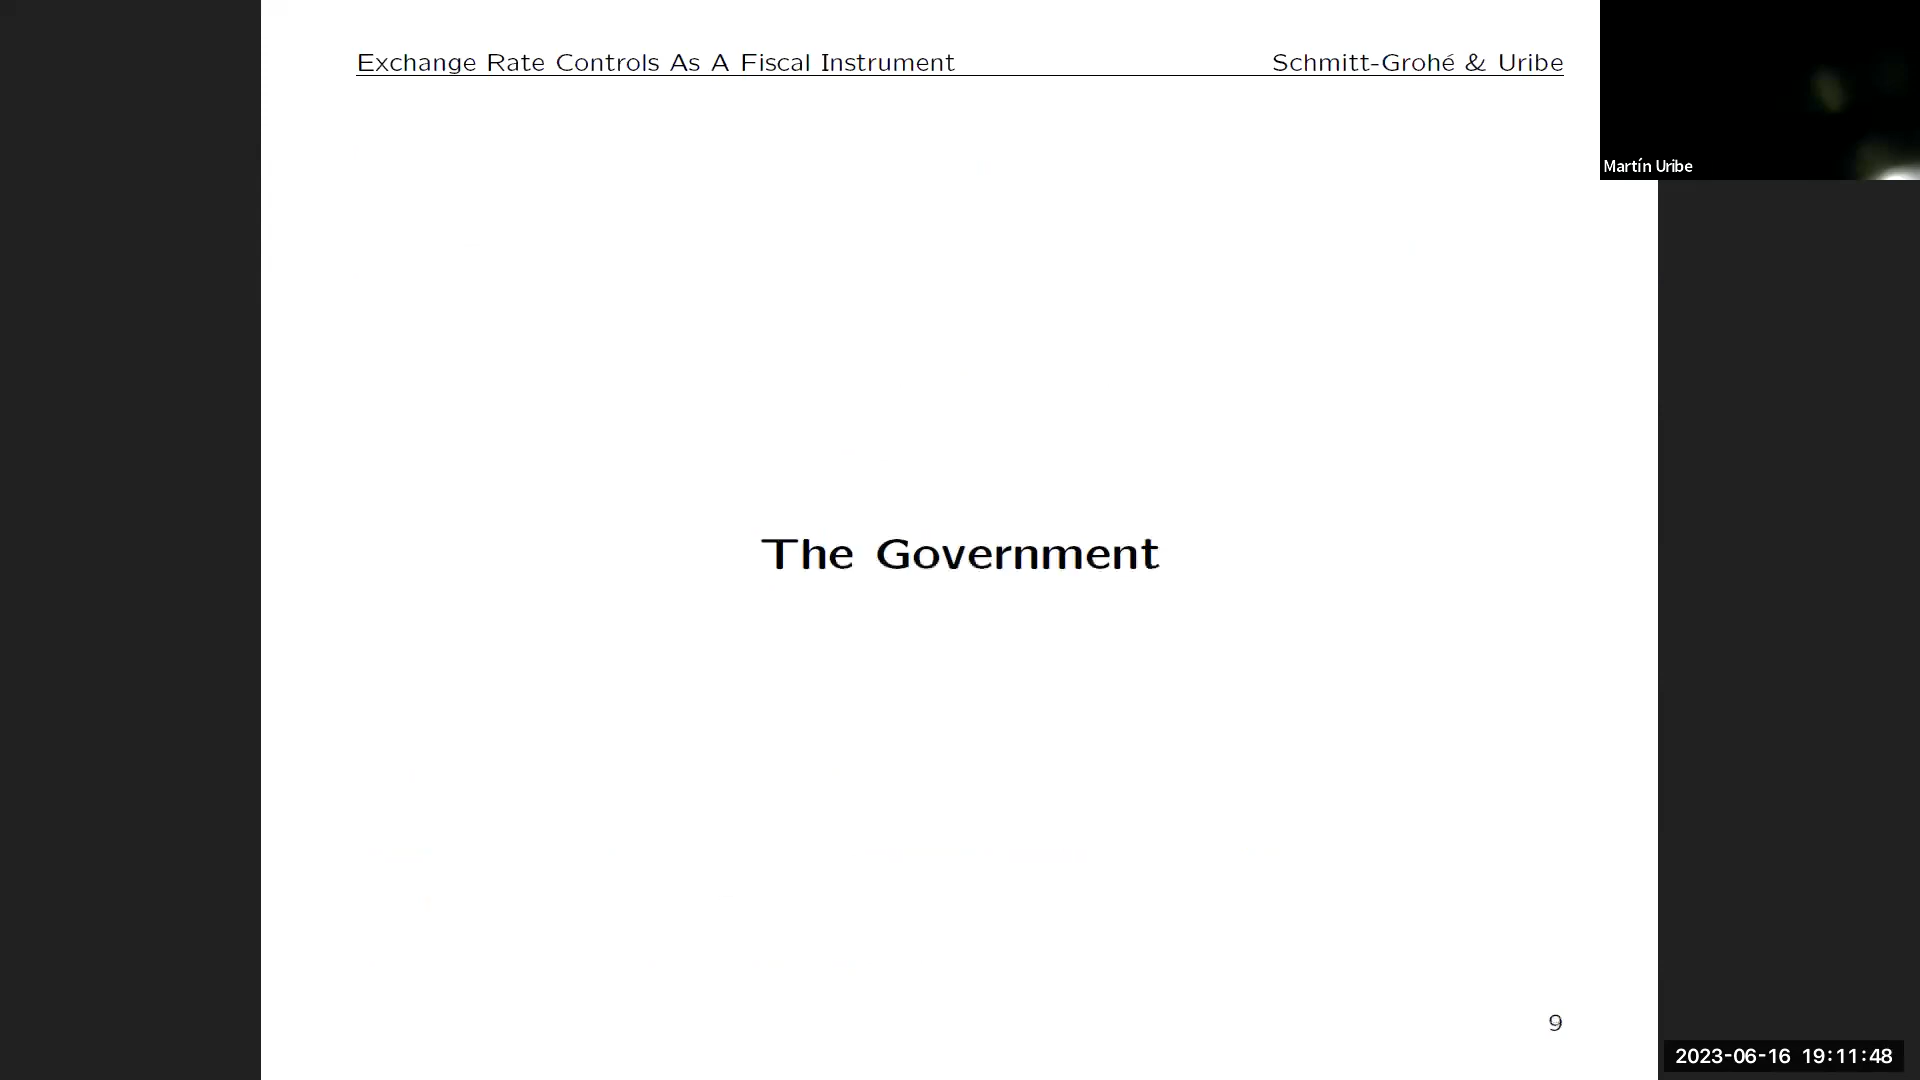 Exchange Rate Controls As A Fiscal Instrument Schmitt-Grohé & Uribe
Martín Uribe
The Government
9
2023-06-16 19:11:48